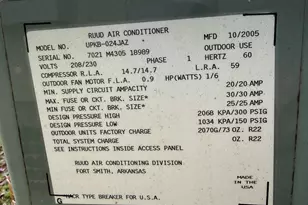 RUUD AIR CONDITIONER
MFD 10/2005
MODEL NO. UPKB-024JAZ
OUTDOOR USE
SERIAL NO. 7021 M4305 18989
VOLTS 208/230 PHASE 1 HERTZ 60
COMPRESSOR R.L.A. 14.7/14.7 L.R.A. 59
OUTDOOR FAN MOTOR F.L.A. 0.9 HP(WATTS) 1/6
MIN. SUPPLY CIRCUIT AMPACITY 20/20 AMP
MAX. FUSE OR CKT. BRK. SIZE* 30/30 AMP
MIN FUSE OR CKT. BRK. SIZE* 25/25 AMP
DESIGN PRESSURE HIGH 2068 KPA/300 PSIG
DESIGN PRESSURE LOW 1034 KPA/150 PSIG
OUTDOOR UNITS FACTORY CHARGE 2070G/73 OZ. R22
TOTAL SYSTEM CHARGE OZ. R22
SEE INSTRUCTIONS INSIDE ACCESS PANEL
RUUD AIR CONDITIONING DIVISION
FORT SMITH, ARKANSAS
MADE IN
THE USA
*HACR TYPE BREAKER FOR U.S.A.